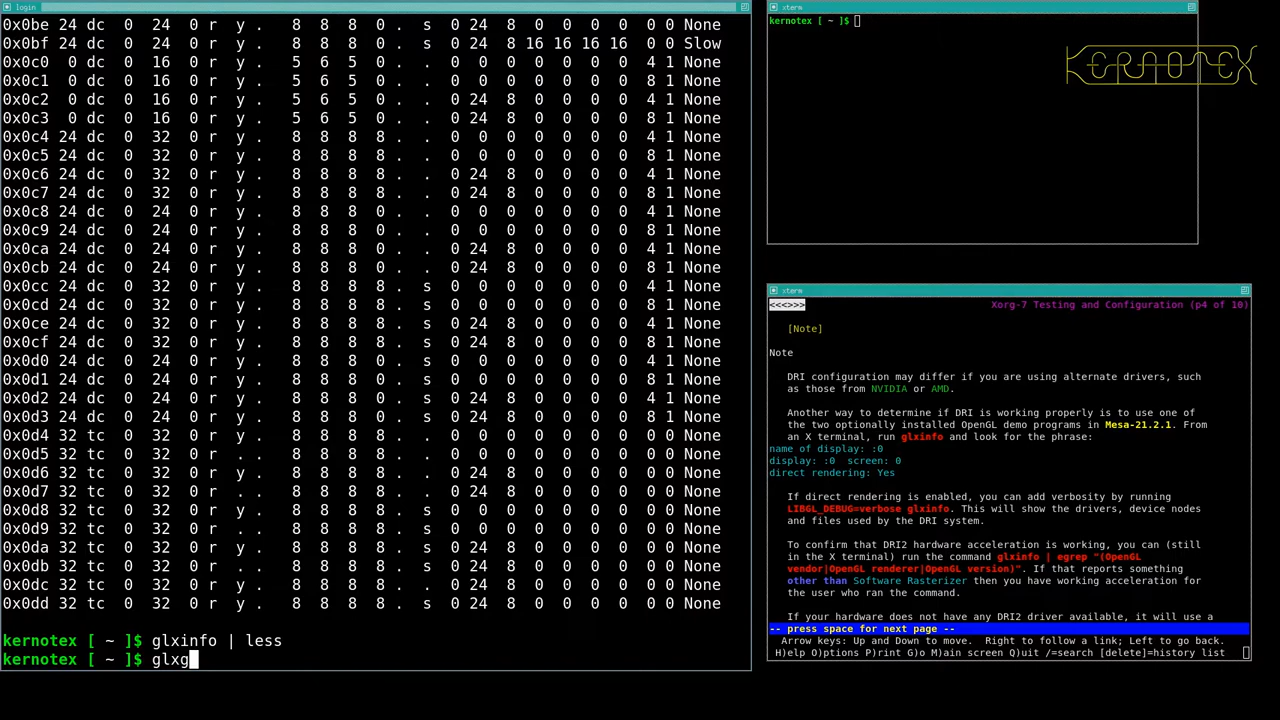 login
0x0be 24 dc  0  24  0 r  y .   8  8  8  0 .  s  0 24  8  0  0  0  0  0 0 None
0x0bf 24 dc  0  24  0 r  y .   8  8  8  0 .  s  0 24  8 16 16 16 16  0 0 Slow
0x0c0  0 dc  0  16  0 r  y .   5  6  5  0 .  .  0  0  0  0  0  0  0  4 1 None
0x0c1  0 dc  0  16  0 r  y .   5  6  5  0 .  .  0  0  0  0  0  0  0  8 1 None
0x0c2  0 dc  0  16  0 r  y .   5  6  5  0 .  .  0 24  8  0  0  0  0  4 1 None
0x0c3  0 dc  0  16  0 r  y .   5  6  5  0 .  .  0 24  8  0  0  0  0  8 1 None
0x0c4 24 dc  0  32  0 r  y .   8  8  8  8 .  .  0  0  0  0  0  0  0  4 1 None
0x0c5 24 dc  0  32  0 r  y .   8  8  8  8 .  .  0  0  0  0  0  0  0  8 1 None
0x0c6 24 dc  0  32  0 r  y .   8  8  8  8 .  .  0 24  8  0  0  0  0  4 1 None
0x0c7 24 dc  0  32  0 r  y .   8  8  8  8 .  .  0 24  8  0  0  0  0  8 1 None
0x0c8 24 dc  0  24  0 r  y .   8  8  8  0 .  .  0  0  0  0  0  0  0  4 1 None
0x0c9 24 dc  0  24  0 r  y .   8  8  8  0 .  .  0  0  0  0  0  0  0  8 1 None
0x0ca 24 dc  0  24  0 r  y .   8  8  8  0 .  .  0 24  8  0  0  0  0  4 1 None
0x0cb 24 dc  0  24  0 r  y .   8  8  8  0 .  .  0 24  8  0  0  0  0  8 1 None
0x0cc 24 dc  0  32  0 r  y .   8  8  8  8 .  s  0  0  0  0  0  0  0  4 1 None
0x0cd 24 dc  0  32  0 r  y .   8  8  8  8 .  s  0  0  0  0  0  0  0  8 1 None
0x0ce 24 dc  0  32  0 r  y .   8  8  8  8 .  s  0 24  8  0  0  0  0  4 1 None
0x0cf 24 dc  0  32  0 r  y .   8  8  8  8 .  s  0 24  8  0  0  0  0  8 1 None
0x0d0 24 dc  0  24  0 r  y .   8  8  8  0 .  s  0  0  0  0  0  0  0  4 1 None
0x0d1 24 dc  0  24  0 r  y .   8  8  8  0 .  s  0  0  0  0  0  0  0  8 1 None
0x0d2 24 dc  0  24  0 r  y .   8  8  8  0 .  s  0 24  8  0  0  0  0  4 1 None
0x0d3 24 dc  0  24  0 r  y .   8  8  8  0 .  s  0 24  8  0  0  0  0  8 1 None
0x0d4 32 tc  0  32  0 r  y .   8  8  8  8 .  .  0  0  0  0  0  0  0  0 0 None
0x0d5 32 tc  0  32  0 r  . .   8  8  8  8 .  .  0  0  0  0  0  0  0  0 0 None
0x0d6 32 tc  0  32  0 r  y .   8  8  8  8 .  .  0 24  8  0  0  0  0  0 0 None
0x0d7 32 tc  0  32  0 r  . .   8  8  8  8 .  .  0 24  8  0  0  0  0  0 0 None
0x0d8 32 tc  0  32  0 r  y .   8  8  8  8 .  s  0  0  0  0  0  0  0  0 0 None
0x0d9 32 tc  0  32  0 r  . .   8  8  8  8 .  s  0  0  0  0  0  0  0  0 0 None
0x0da 32 tc  0  32  0 r  y .   8  8  8  8 .  s  0 24  8  0  0  0  0  0 0 None
0x0db 32 tc  0  32  0 r  . .   8  8  8  8 .  s  0 24  8  0  0  0  0  0 0 None
0x0dc 32 tc  0  32  0 r  y .   8  8  8  8 .  s  0 24  8  0  0  0  0  0 0 None
0x0dd 32 tc  0  32  0 r  y .   8  8  8  8 .  s  0 24  8  0  0  0  0  0 0 None
kernotex [ ~ ]$ glxinfo | less
kernotex [ ~ ]$ glxg
xterm
kernotex [ ~ ]$
KERNOTEX
xterm
<<<>>> Xorg-7 Testing and Configuration (p4 of 10)
[Note]
Note
DRI configuration may differ if you are using alternate drivers, such
as those from NVIDIA or AMD.
Another way to determine if DRI is working properly is to use one of
the two optionally installed OpenGL demo programs in Mesa-21.2.1. From
an X terminal, run glxinfo and look for the phrase:
name of display: :0
display: :0  screen: 0
direct rendering: Yes
If direct rendering is enabled, you can add verbosity by running
LIBGL_DEBUG=verbose glxinfo. This will show the drivers, device nodes
and files used by the DRI system.
To confirm that DRI2 hardware acceleration is working, you can (still
in the X terminal) run the command glxinfo | egrep "(OpenGL
vendor|OpenGL renderer|OpenGL version)". If that reports something
other than Software Rasterizer then you have working acceleration for
the user who ran the command.
If your hardware does not have any DRI2 driver available, it will use a
-- press space for next page --
Arrow keys: Up and Down to move.  Right to follow a link; Left to go back.
H)elp O)ptions P)rint G)o M)ain screen Q)uit /=search [delete]=history list